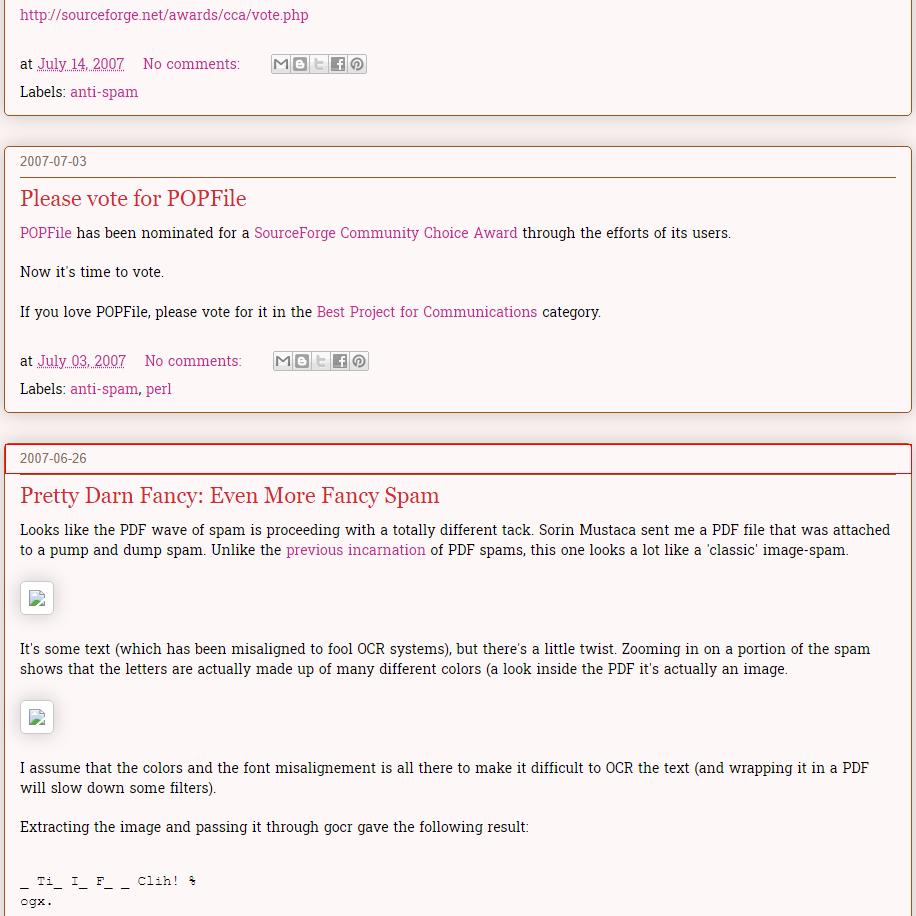 http://sourceforge.net/awards/cca/vote.php
at July 14, 2007 No comments:
Labels: anti-spam
2007-07-03
Please vote for POPFile
POPFile has been nominated for a SourceForge Community Choice Award through the efforts of its users.
Now it's time to vote.
If you love POPFile, please vote for it in the Best Project for Communications category.
at July 03, 2007 No comments:
Labels: anti-spam, perl
2007-06-26
Pretty Darn Fancy: Even More Fancy Spam
Looks like the PDF wave of spam is proceeding with a totally different tack. Sorin Mustaca sent me a PDF file that was attached
to a pump and dump spam. Unlike the previous incarnation of PDF spams, this one looks a lot like a 'classic' image-spam.
It's some text (which has been misaligned to fool OCR systems), but there's a little twist. Zooming in on a portion of the spam
shows that the letters are actually made up of many different colors (a look inside the PDF it's actually an image.
I assume that the colors and the font misalignement is all there to make it difficult to OCR the text (and wrapping it in a PDF
will slow down some filters).
Extracting the image and passing it through gocr gave the following result:
_ Ti_ I_ F_ _ Clih! %
ogx.